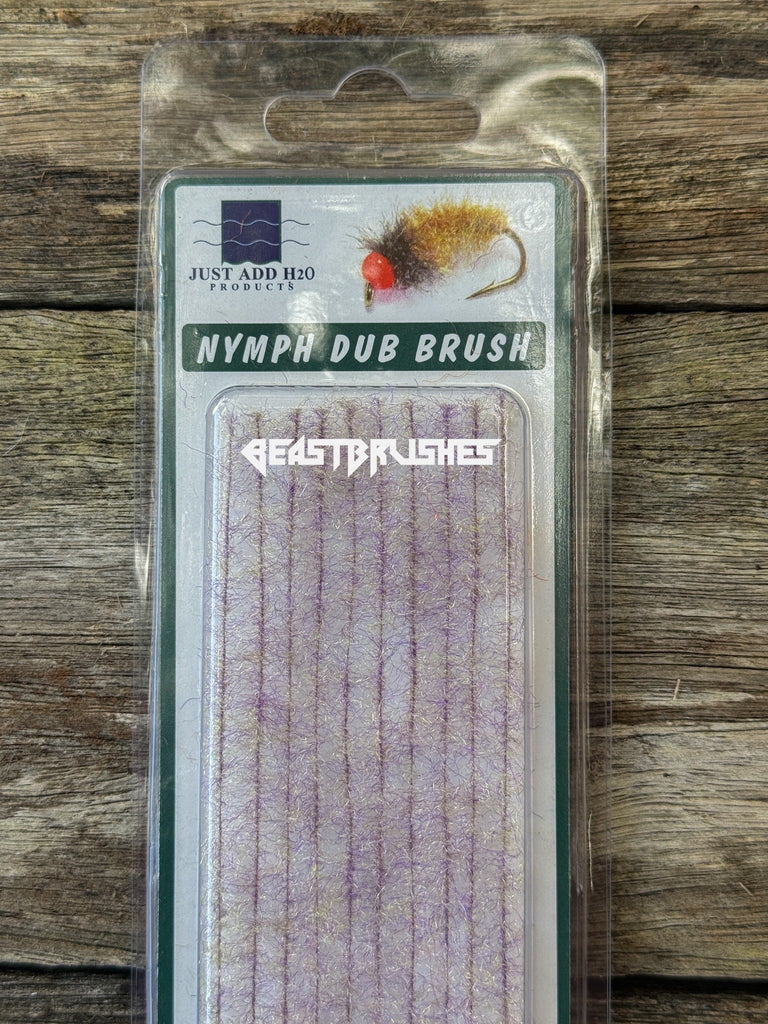 JUST ADD H2O
PRODUCTS
NYMPH DUB BRUSH
BEASTBRUSHES